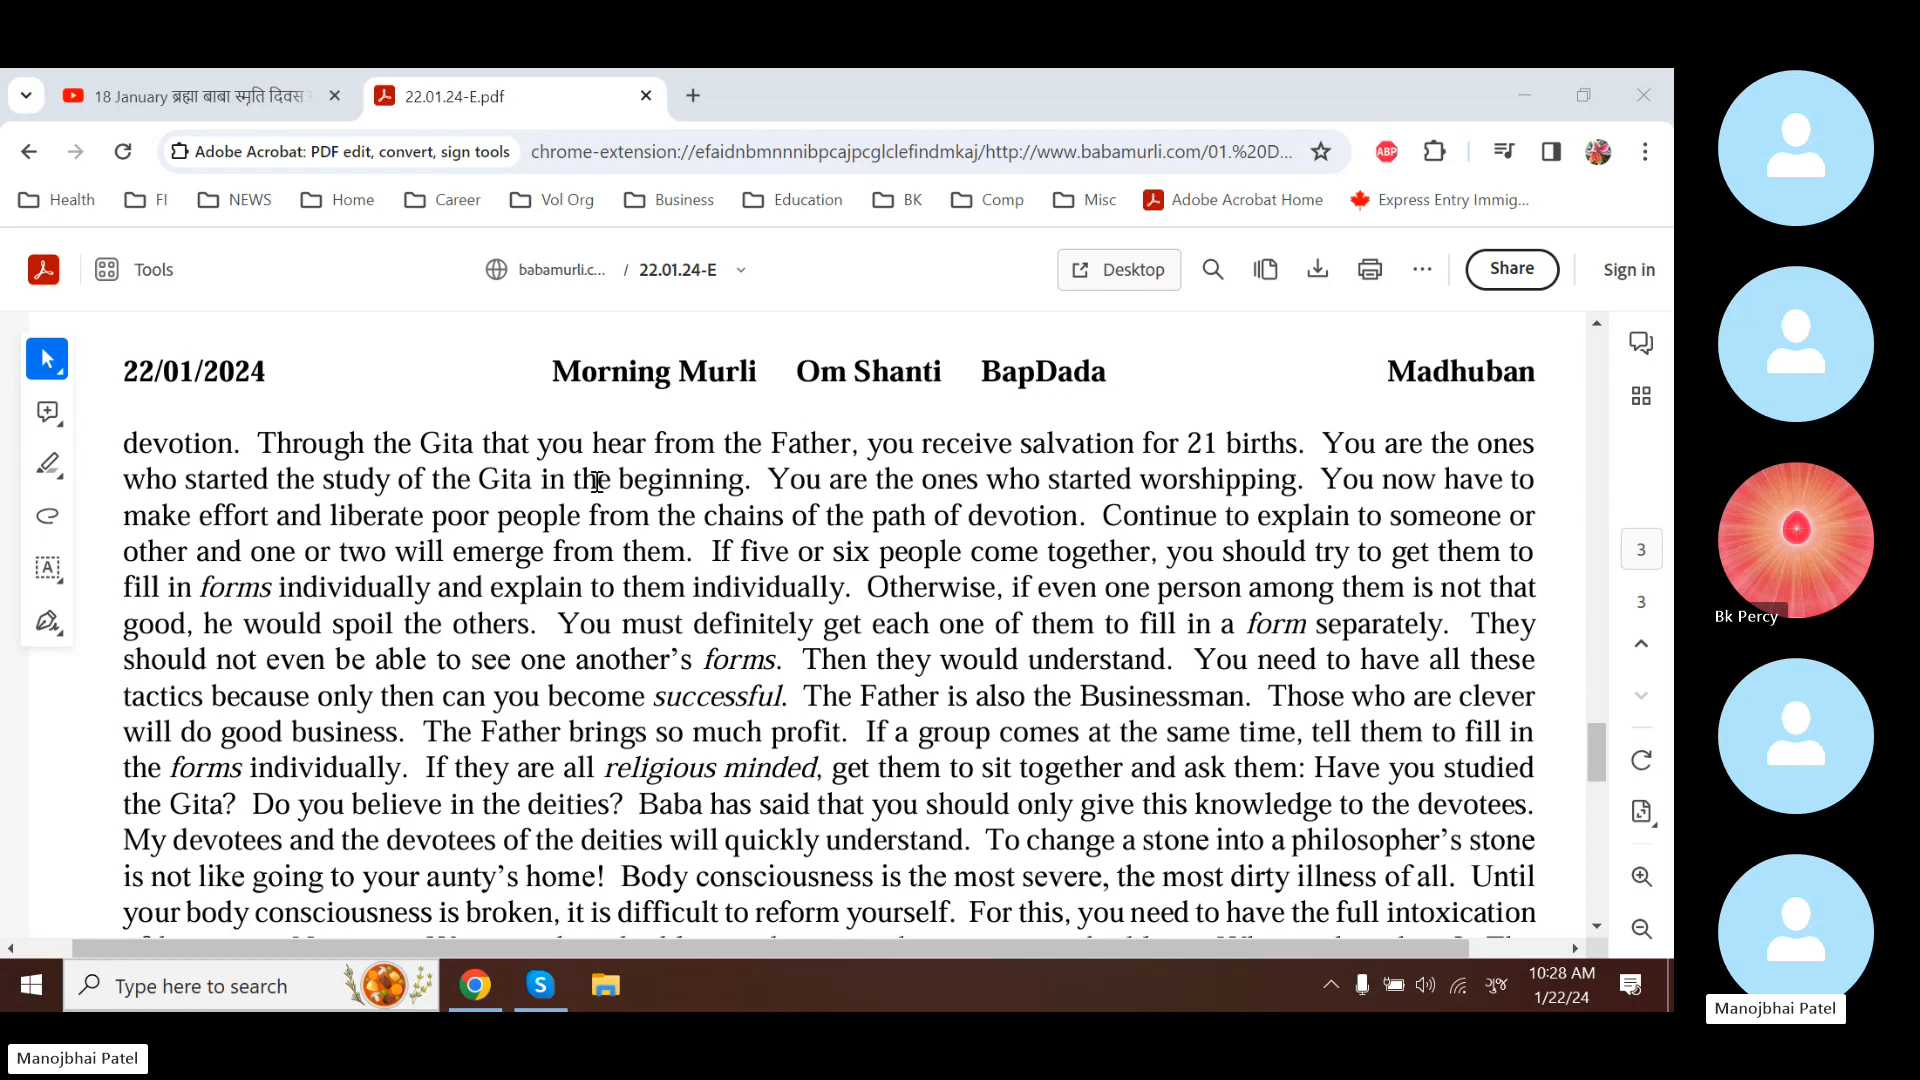 18 January ब्रह्मा बाबा स्मृति दिवस
22.01.24-E.pdf
Adobe Acrobat: PDF edit, convert, sign tools
chrome-extension://efaidnbmnnnibpcajpcglclefindmkaj/http://www.babamurli.com/01.%20D...
ABP
Health
FI
NEWS
Home
Career
Vol Org
Business
Education
BK
Comp
Misc
Adobe Acrobat Home
Express Entry Immig...
Tools
babamurli.c... / 22.01.24-E
Desktop
Share
Sign in
22/01/2024 Morning Murli Om Shanti BapDada Madhuban
devotion. Through the Gita that you hear from the Father, you receive salvation for 21 births. You are the ones
who started the study of the Gita in the beginning. You are the ones who started worshipping. You now have to
make effort and liberate poor people from the chains of the path of devotion. Continue to explain to someone or
other and one or two will emerge from them. If five or six people come together, you should try to get them to
fill in forms individually and explain to them individually. Otherwise, if even one person among them is not that
good, he would spoil the others. You must definitely get each one of them to fill in a form separately. They
should not even be able to see one another’s forms. Then they would understand. You need to have all these
tactics because only then can you become successful. The Father is also the Businessman. Those who are clever
will do good business. The Father brings so much profit. If a group comes at the same time, tell them to fill in
the forms individually. If they are all religious minded, get them to sit together and ask them: Have you studied
the Gita? Do you believe in the deities? Baba has said that you should only give this knowledge to the devotees.
My devotees and the devotees of the deities will quickly understand. To change a stone into a philosopher’s stone
is not like going to your aunty’s home! Body consciousness is the most severe, the most dirty illness of all. Until
your body consciousness is broken, it is difficult to reform yourself. For this, you need to have the full intoxication
3
3
Type here to search
ગુજ
10:28 AM
1/22/24
Bk Percy
Manojbhai Patel
Manojbhai Patel